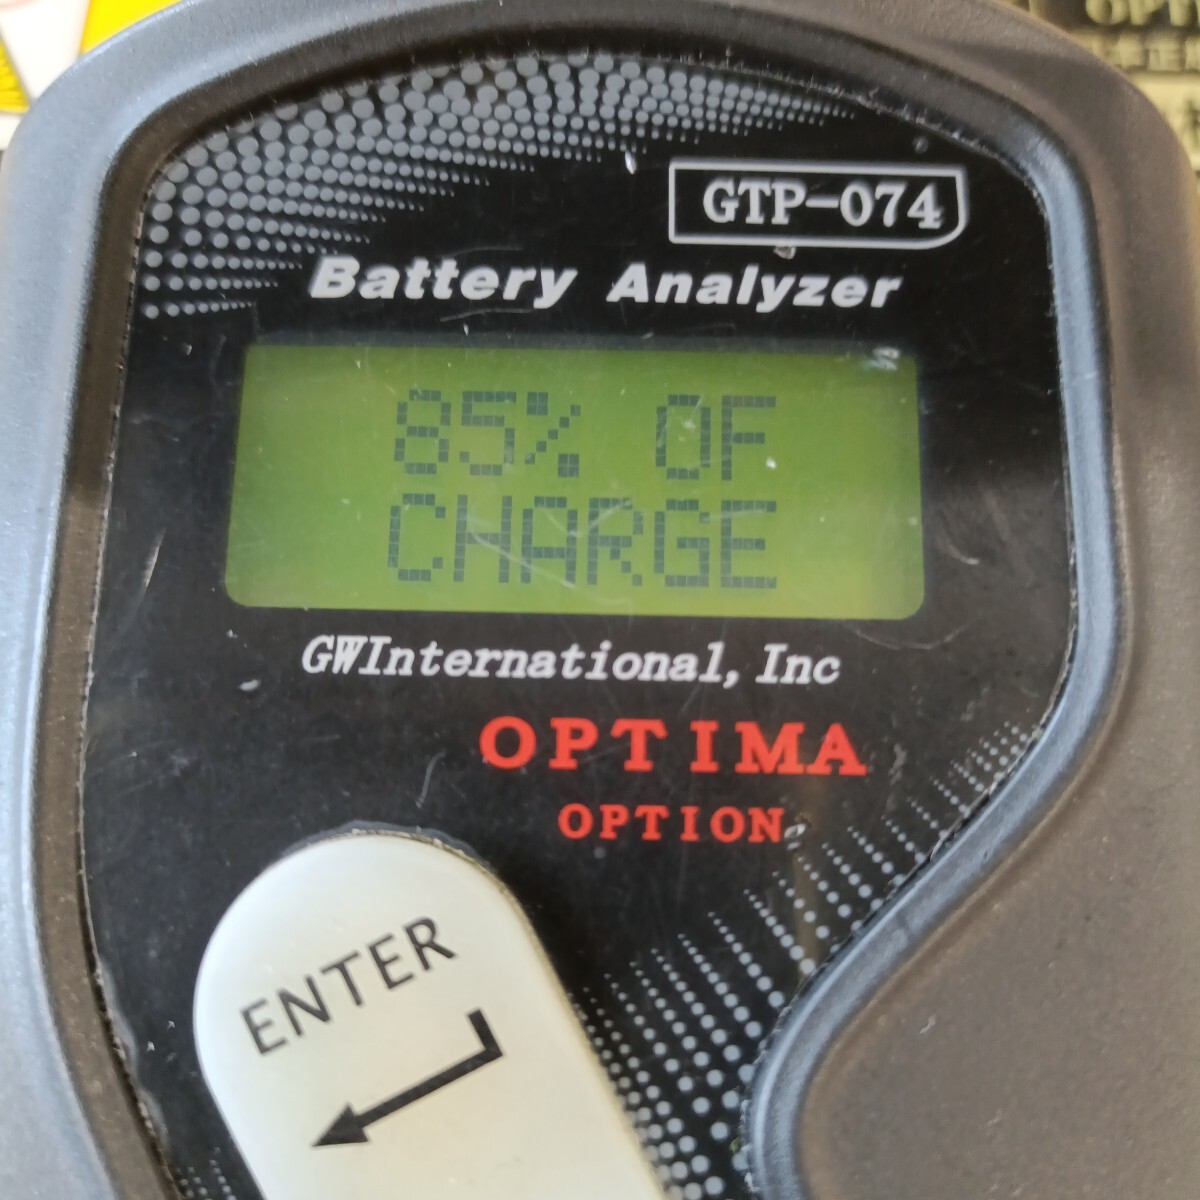 GTP-074
Battery Analyzer
85% OF
CHARGE
GWInternational, Inc
OPTIMA
OPTION
ENTER